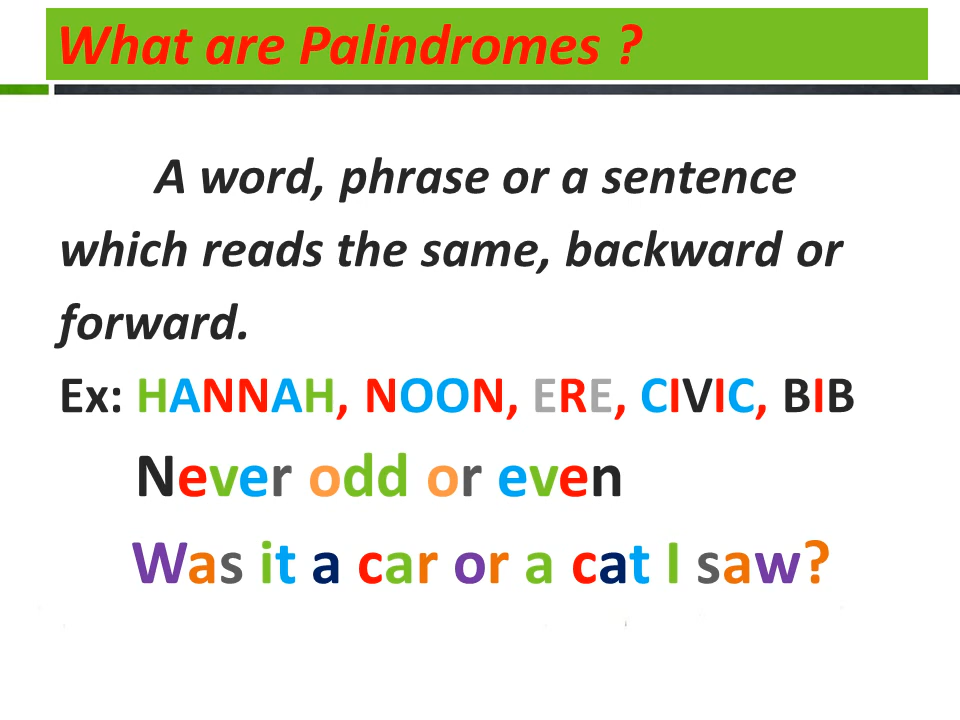 What are Palindromes ?
A word, phrase or a sentence
which reads the same, backward or
forward.
Ex: HANNAH, NOON, ERE, CIVIC, BIB
Never odd or even
Was it a car or a cat I saw?